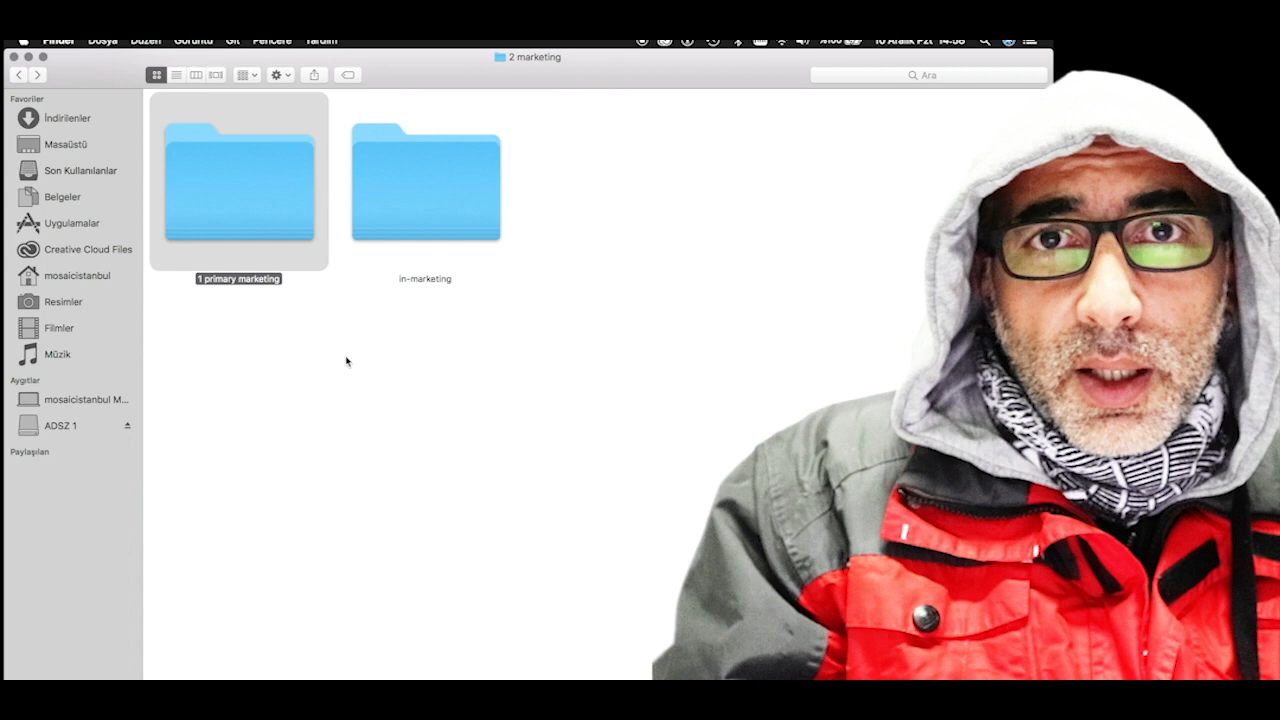 Finder Dosya Düzen Görüntü Git Pencere Yardım
2 marketing
Ara
Favoriler
İndirilenler
Masaüstü
Son Kullanılanlar
Belgeler
Uygulamalar
Creative Cloud Files
mosaicistanbul
Resimler
Filmler
Müzik
Aygıtlar
mosaicistanbul M...
ADSZ 1
Paylaşılan
1 primary marketing
in-marketing